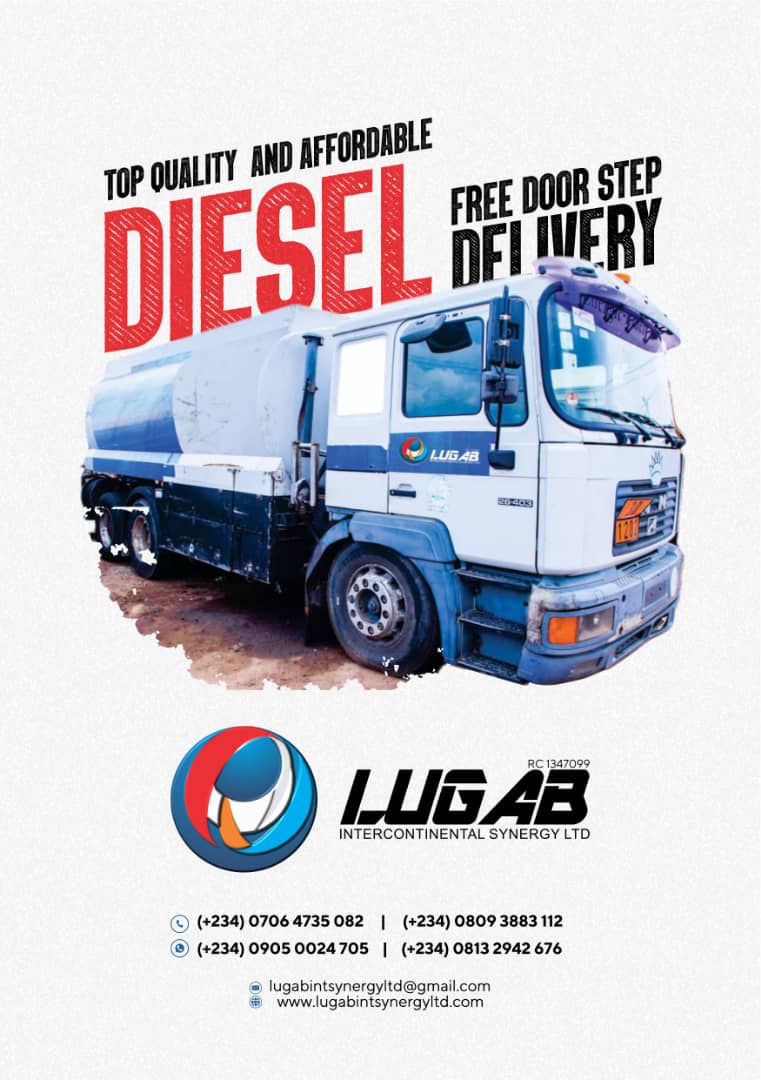 TOP QUALITY AND AFFORDABLE
DIESEL
FREE DOOR STEP
DELIVERY
LUGAB
26·403
RC 1347099
LUGAB
INTERCONTINENTAL SYNERGY LTD
(+234) 0706 4735 082 | (+234) 0809 3883 112
(+234) 0905 0024 705 | (+234) 0813 2942 676
lugabintsynergyltd@gmail.com
www.lugabintsynergyltd.com